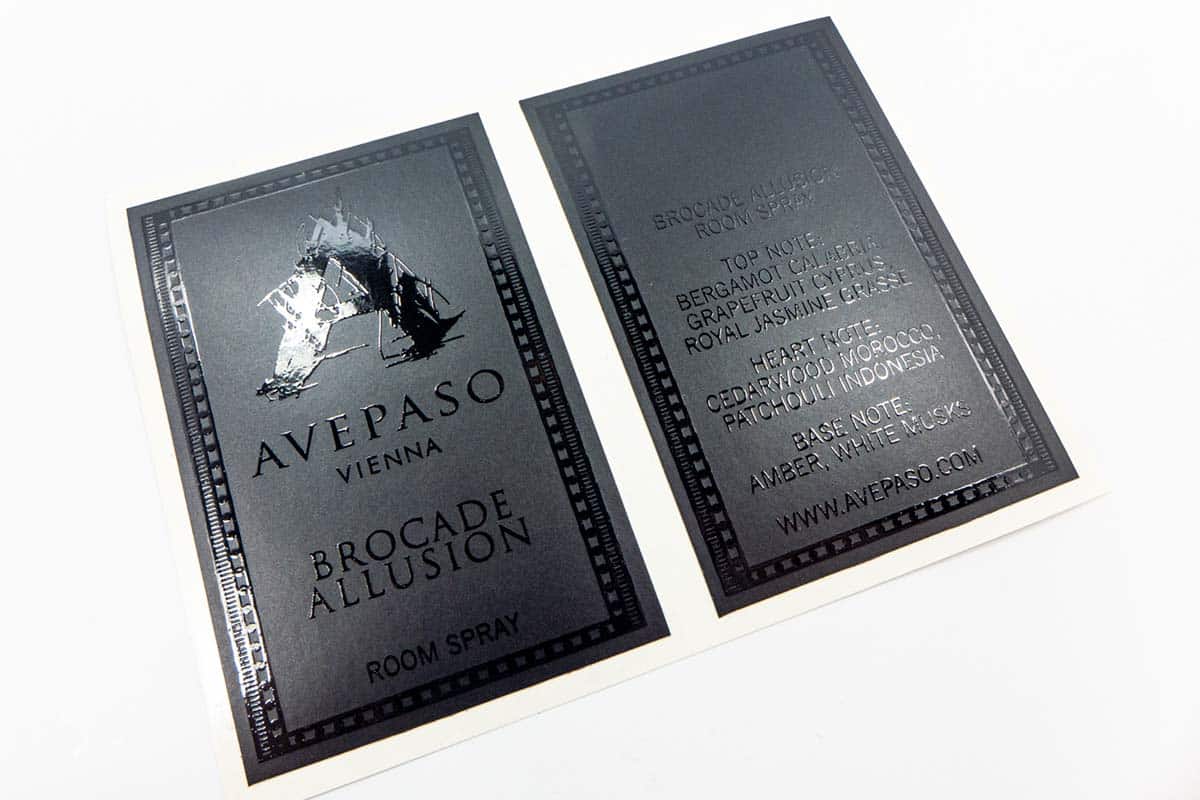 AVEPASO
VIENNA
BROCADE
ALLUSION
ROOM SPRAY
BROCADE ALLUSION
ROOM SPRAY
TOP NOTE:
BERGAMOT CALABRIA,
GRAPEFRUIT CYPRUS,
ROYAL JASMINE GRASSE
HEART NOTE:
CEDARWOOD MOROCCO,
PATCHOULI INDONESIA
BASE NOTE:
AMBER, WHITE MUSKS
WWW.AVEPASO.COM